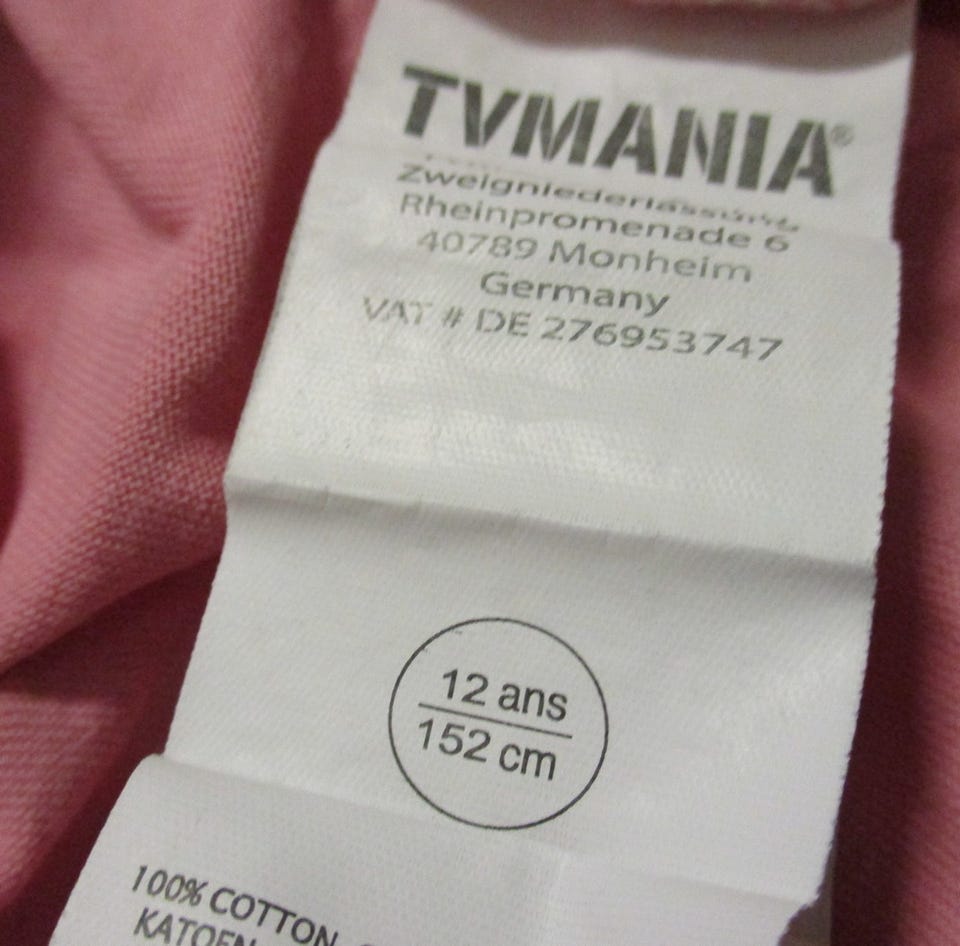 TVMANIA®
Zweigniederlassung
Rheinpromenade 6
40789 Monheim
Germany
VAT # DE 276953747
12 ans
152 cm
100% COTTON
KATOEN